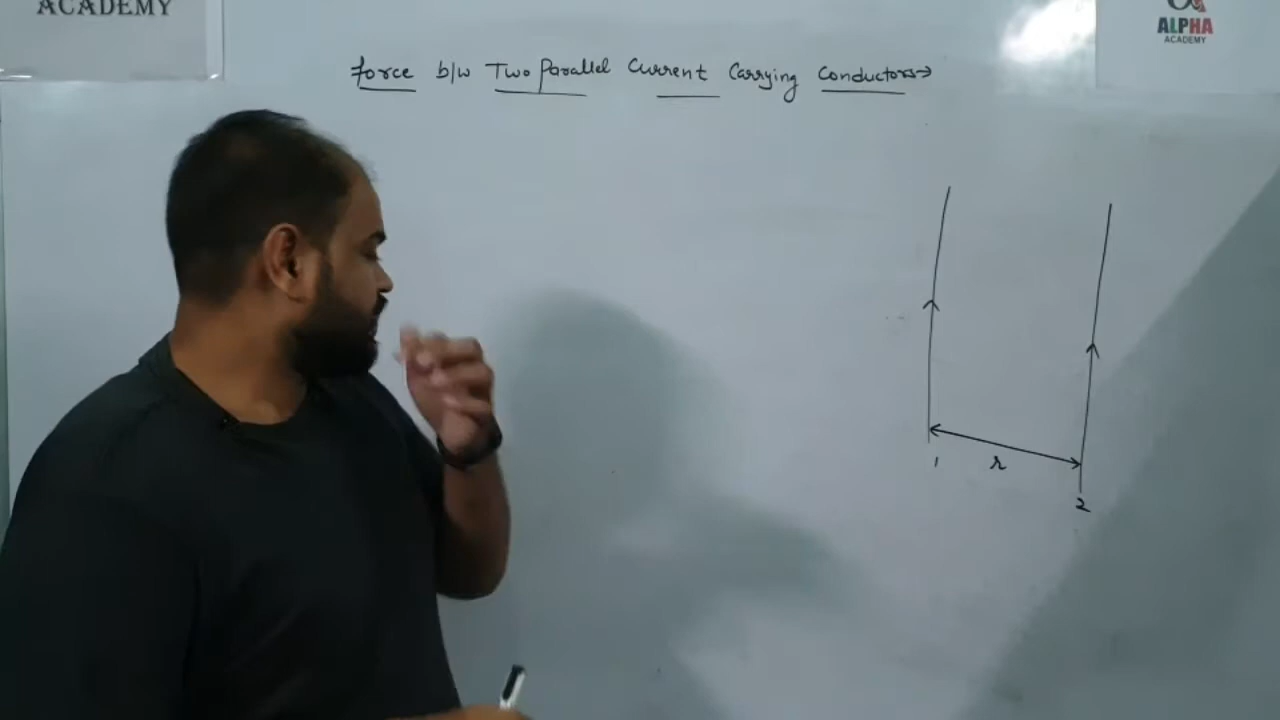 ACADEMY
ALPHA
ACADEMY
Force b/w Two Parallel Current Carrying Conductors→
1
r
2